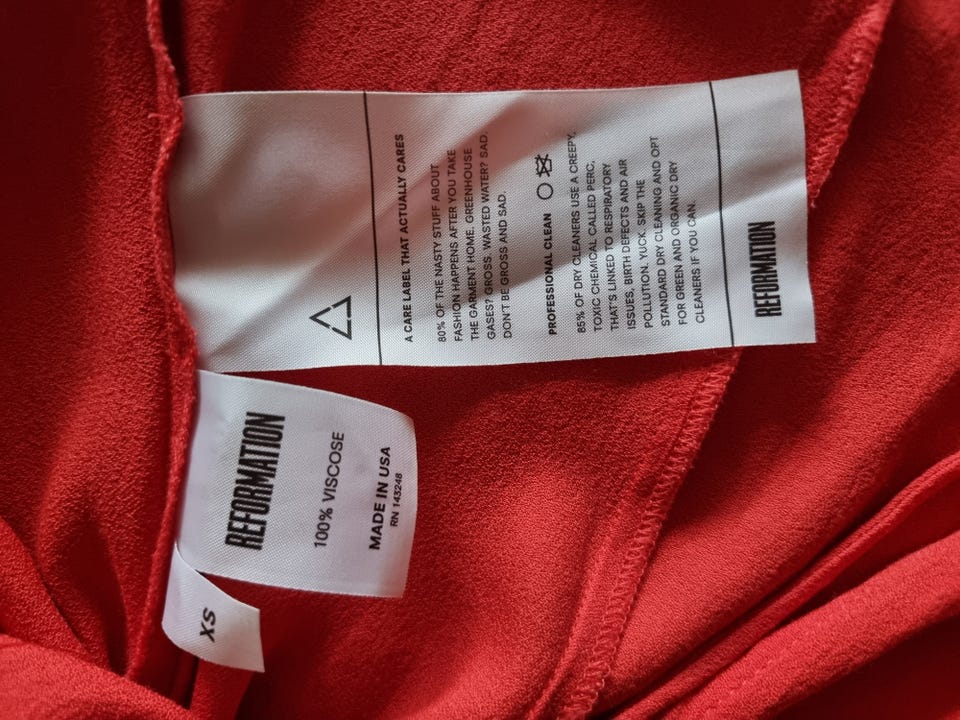 A CARE LABEL THAT ACTUALLY CARES
80% OF THE NASTY STUFF ABOUT
FASHION HAPPENS AFTER YOU TAKE
THE GARMENT HOME. GREENHOUSE
GASES? GROSS. WASTED WATER? SAD.
DON'T BE GROSS AND SAD.
PROFESSIONAL CLEAN
85% OF DRY CLEANERS USE A CREEPY,
TOXIC CHEMICAL CALLED PERC,
THAT'S LINKED TO RESPIRATORY
ISSUES, BIRTH DEFECTS AND AIR
POLLUTION. YUCK. SKIP THE
STANDARD DRY CLEANING AND OPT
FOR GREEN AND ORGANIC DRY
CLEANERS IF YOU CAN.
REFORMATION
REFORMATION
100% VISCOSE
MADE IN USA
RN 143248
XS